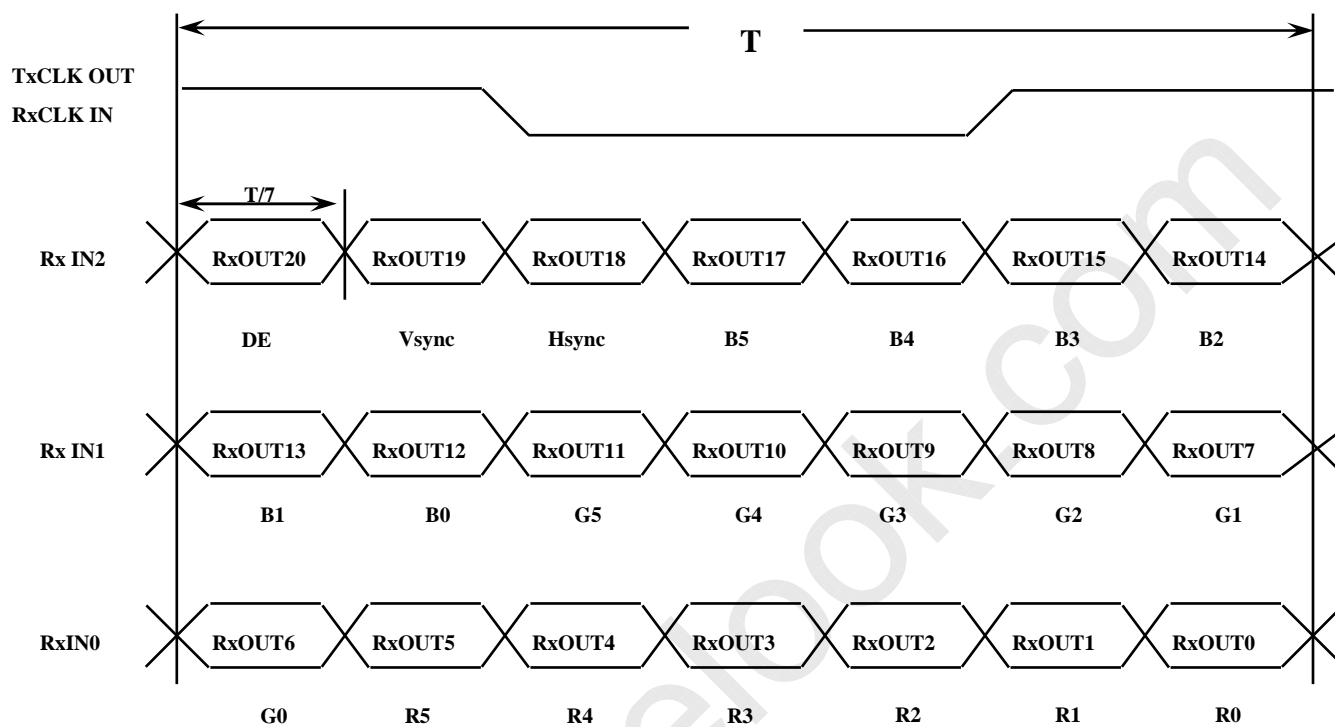 T
TxCLK OUT
RxCLK IN
T/7
Rx IN2 RxOUT20 RxOUT19 RxOUT18 RxOUT17 RxOUT16 RxOUT15 RxOUT14
DE Vsync Hsync B5 B4 B3 B2
Rx IN1 RxOUT13 RxOUT12 RxOUT11 RxOUT10 RxOUT9 RxOUT8 RxOUT7
B1 B0 G5 G4 G3 G2 G1
RxIN0 RxOUT6 RxOUT5 RxOUT4 RxOUT3 RxOUT2 RxOUT1 RxOUT0
G0 R5 R4 R3 R2 R1 R0
elook_com